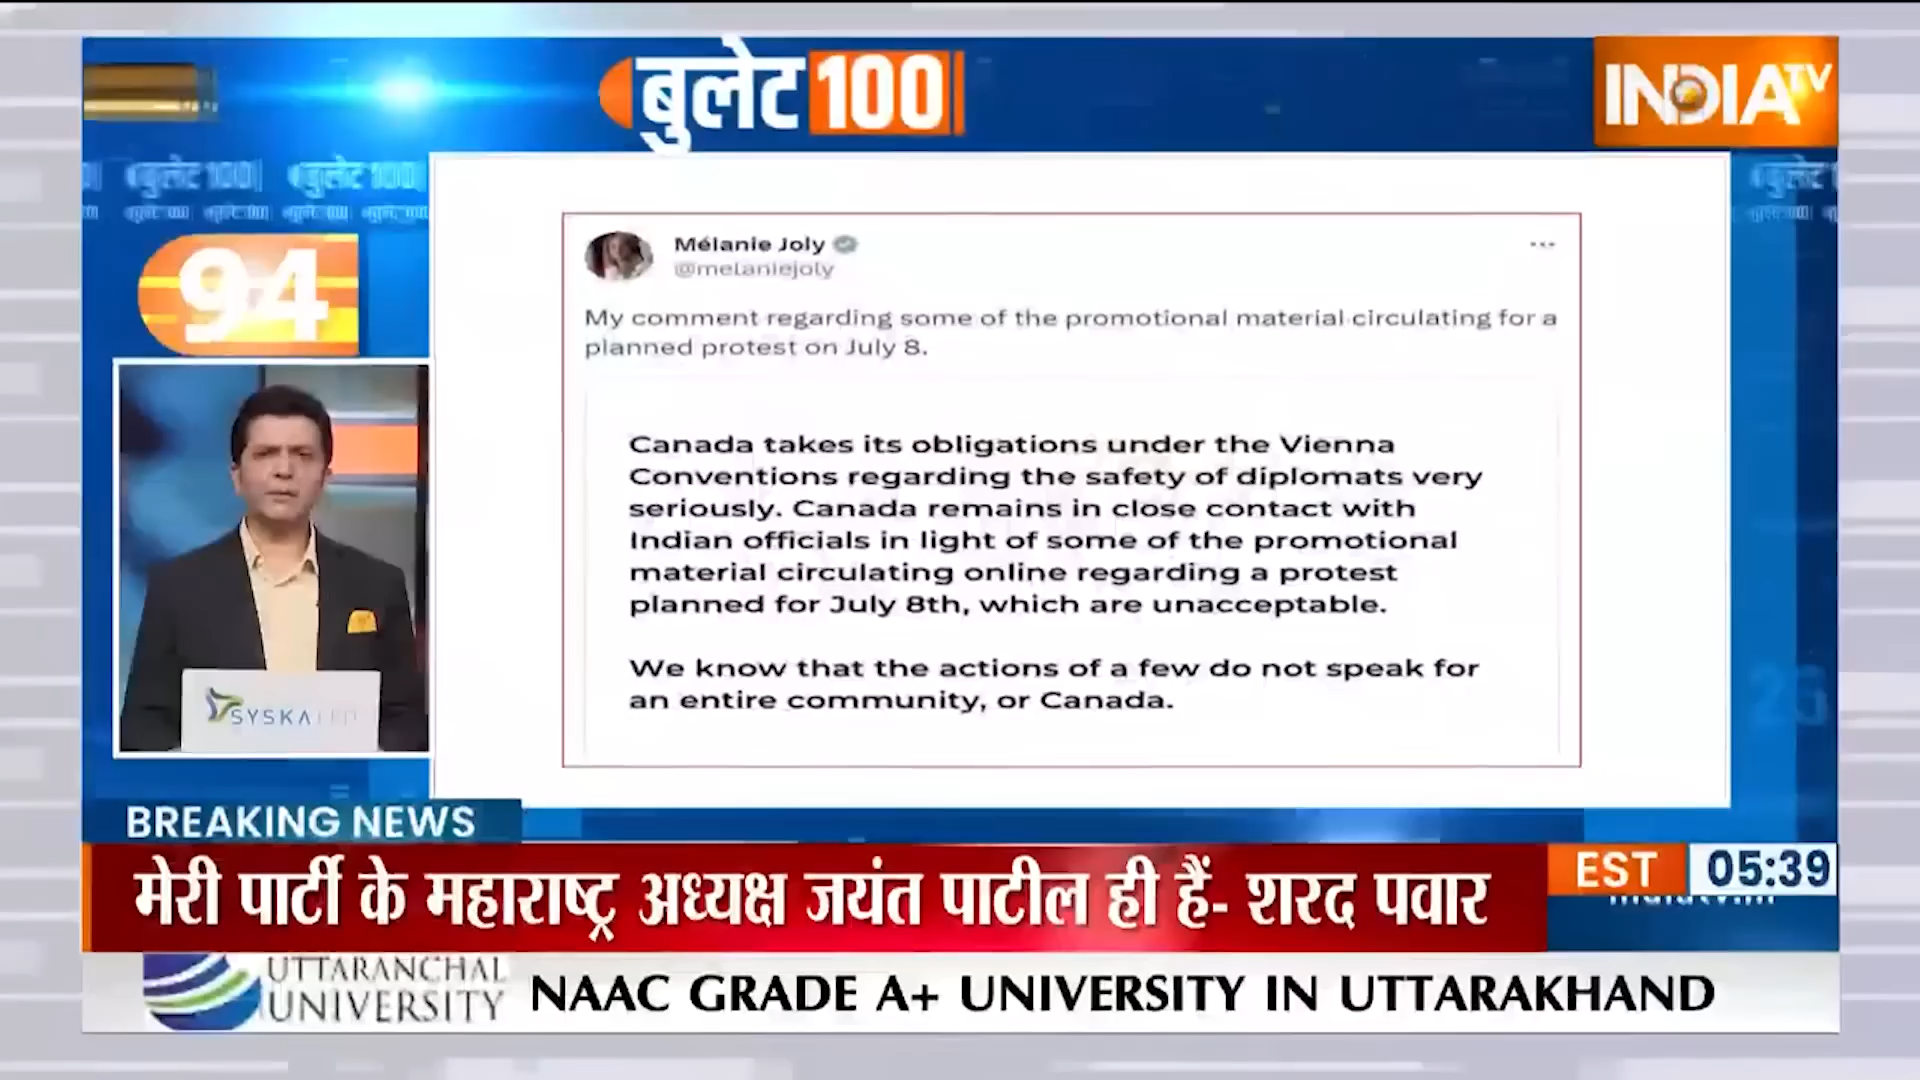 बुलेट 100
INDIA TV
94
Mélanie Joly
@melaniejoly
My comment regarding some of the promotional material circulating for a
planned protest on July 8.
Canada takes its obligations under the Vienna
Conventions regarding the safety of diplomats very
seriously. Canada remains in close contact with
Indian officials in light of some of the promotional
material circulating online regarding a protest
planned for July 8th, which are unacceptable.
We know that the actions of a few do not speak for
an entire community, or Canada.
SYSKA LED
BREAKING NEWS
मेरी पार्टी के महाराष्ट्र अध्यक्ष जयंत पाटील ही हैं- शरद पवार
EST 05:39
UTTARANCHAL
UNIVERSITY
NAAC GRADE A+ UNIVERSITY IN UTTARAKHAND